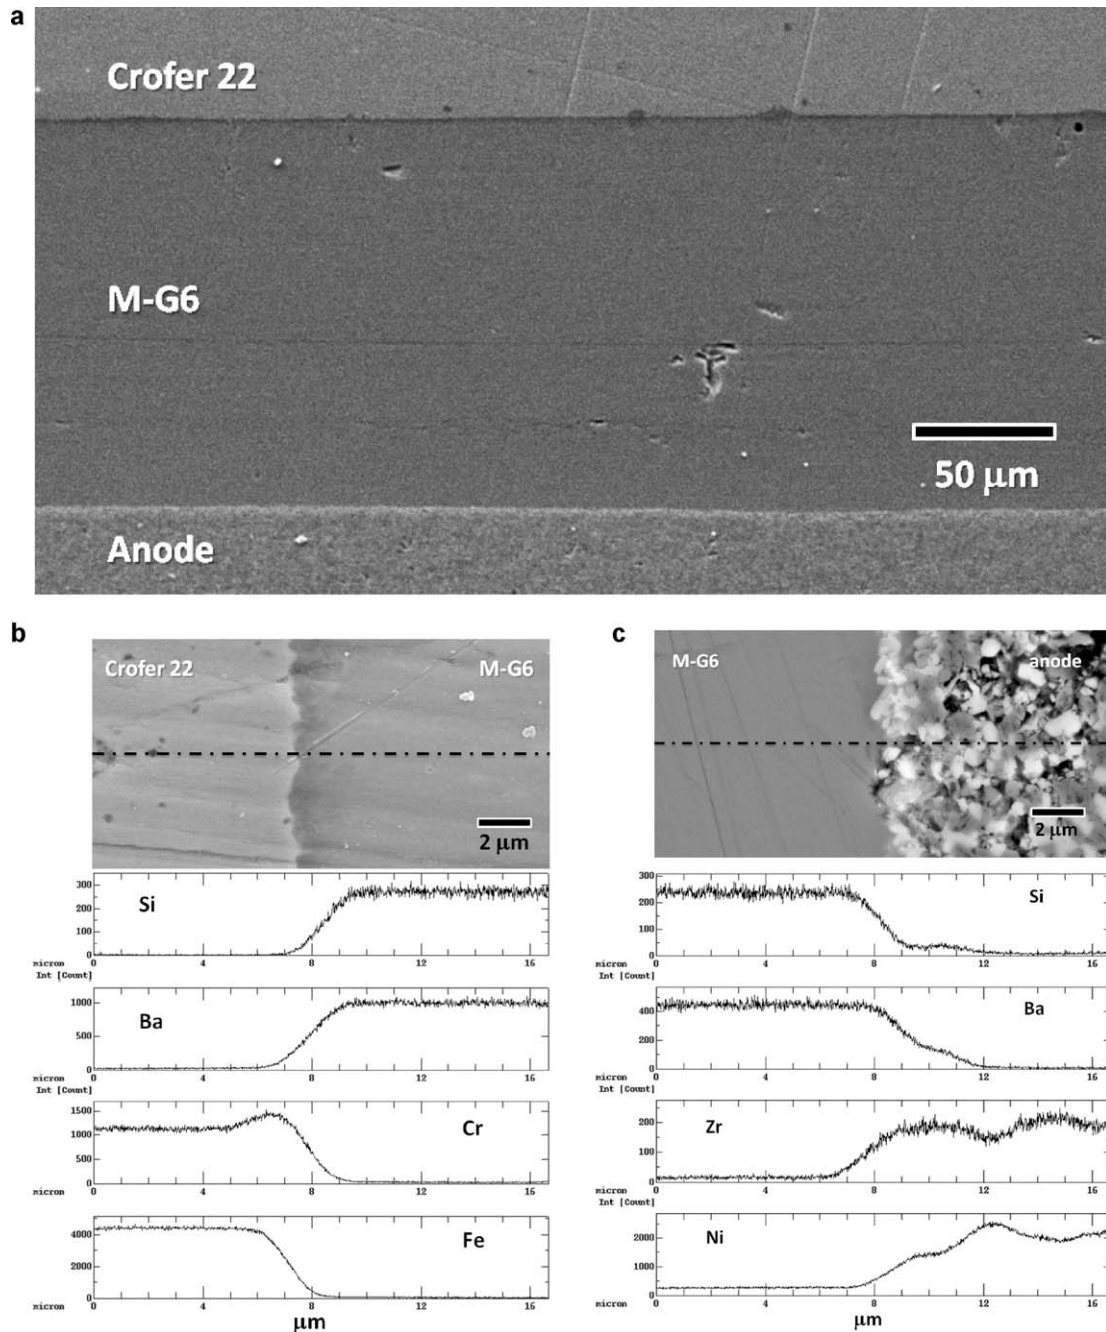 a
Crofer 22
M-G6
50 μm
Anode
b
Crofer 22 M-G6
2 μm
300
200
100
0
Si
0 4 8 12 16
micron
Int [Count]
1000
500
0
Ba
0 4 8 12 16
micron
Int [Count]
1500
1000
500
0
Cr
0 4 8 12 16
micron
4000
2000
0
Fe
0 4 8 12 16
micron
μm
c
M-G6 anode
2 μm
300
200
100
0
Si
0 4 8 12 16
micron
Int [Count]
400
200
0
Ba
0 4 8 12 16
micron
Int [Count]
200
100
0
Zr
0 4 8 12 16
micron
Int [Count]
2000
1000
0
Ni
0 4 8 12 16
micron
μm